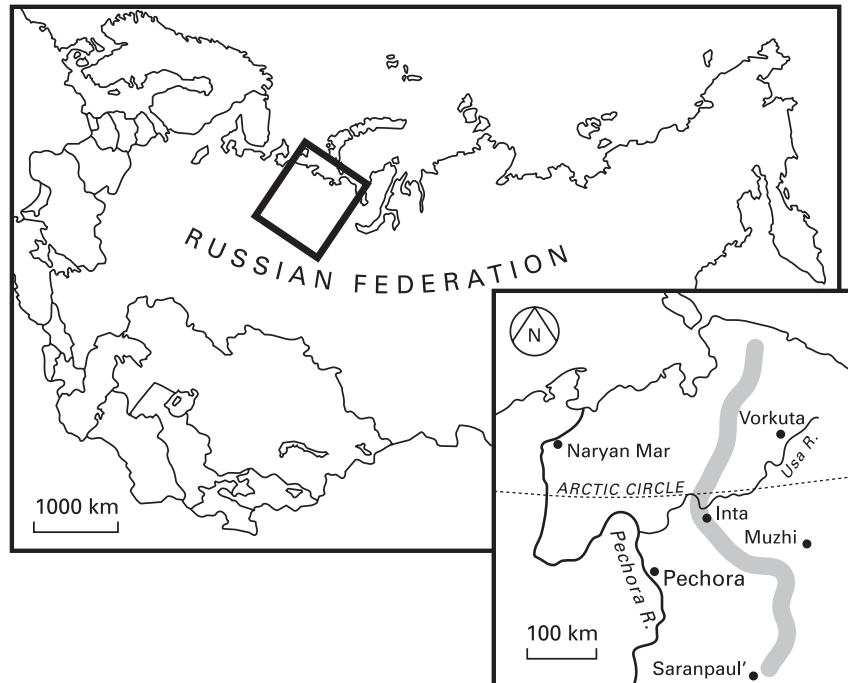 RUSSIAN FEDERATION
1000 km
N
Vorkuta
Usa R.
Naryan Mar
ARCTIC CIRCLE
Inta
Muzhi
Pechora R.
Pechora
100 km
Saranpaul'